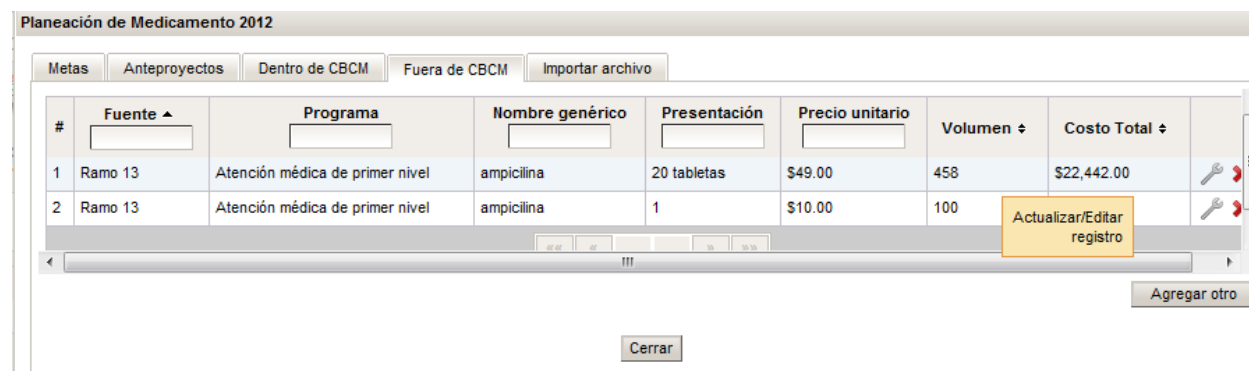 Planeación de Medicamento 2012
Metas Anteproyectos Dentro de CBCM Fuera de CBCM Importar archivo
# Fuente Programa Nombre genérico Presentación Precio unitario Volumen Costo Total
1 Ramo 13 Atención médica de primer nivel ampicilina 20 tabletas $49.00 458 $22,442.00
2 Ramo 13 Atención médica de primer nivel ampicilina 1 $10.00 100
Actualizar/Editar
registro
«« « » »»
Agregar otro
Cerrar